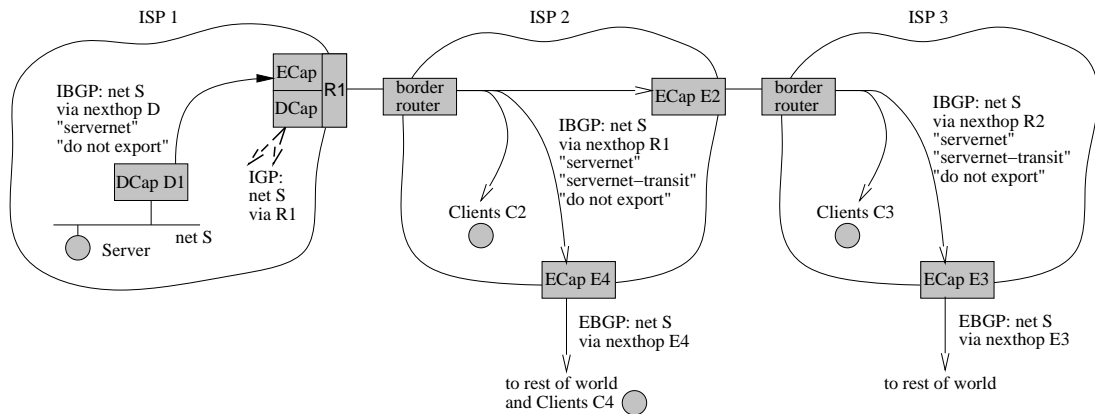 ISP 1
ISP 2
ISP 3
IBGP: net S
via nexthop D
"servernet"
"do not export"
ECap
DCap
R1
IGP:
net S
via R1
DCap D1
net S
Server
border
router
ECap E2
IBGP: net S
via nexthop R1
"servernet"
"servernet−transit"
"do not export"
Clients C2
ECap E4
EBGP: net S
via nexthop E4
to rest of world
and Clients C4
border
router
IBGP: net S
via nexthop R2
"servernet"
"servernet−transit"
"do not export"
Clients C3
ECap E3
EBGP: net S
via nexthop E3
to rest of world